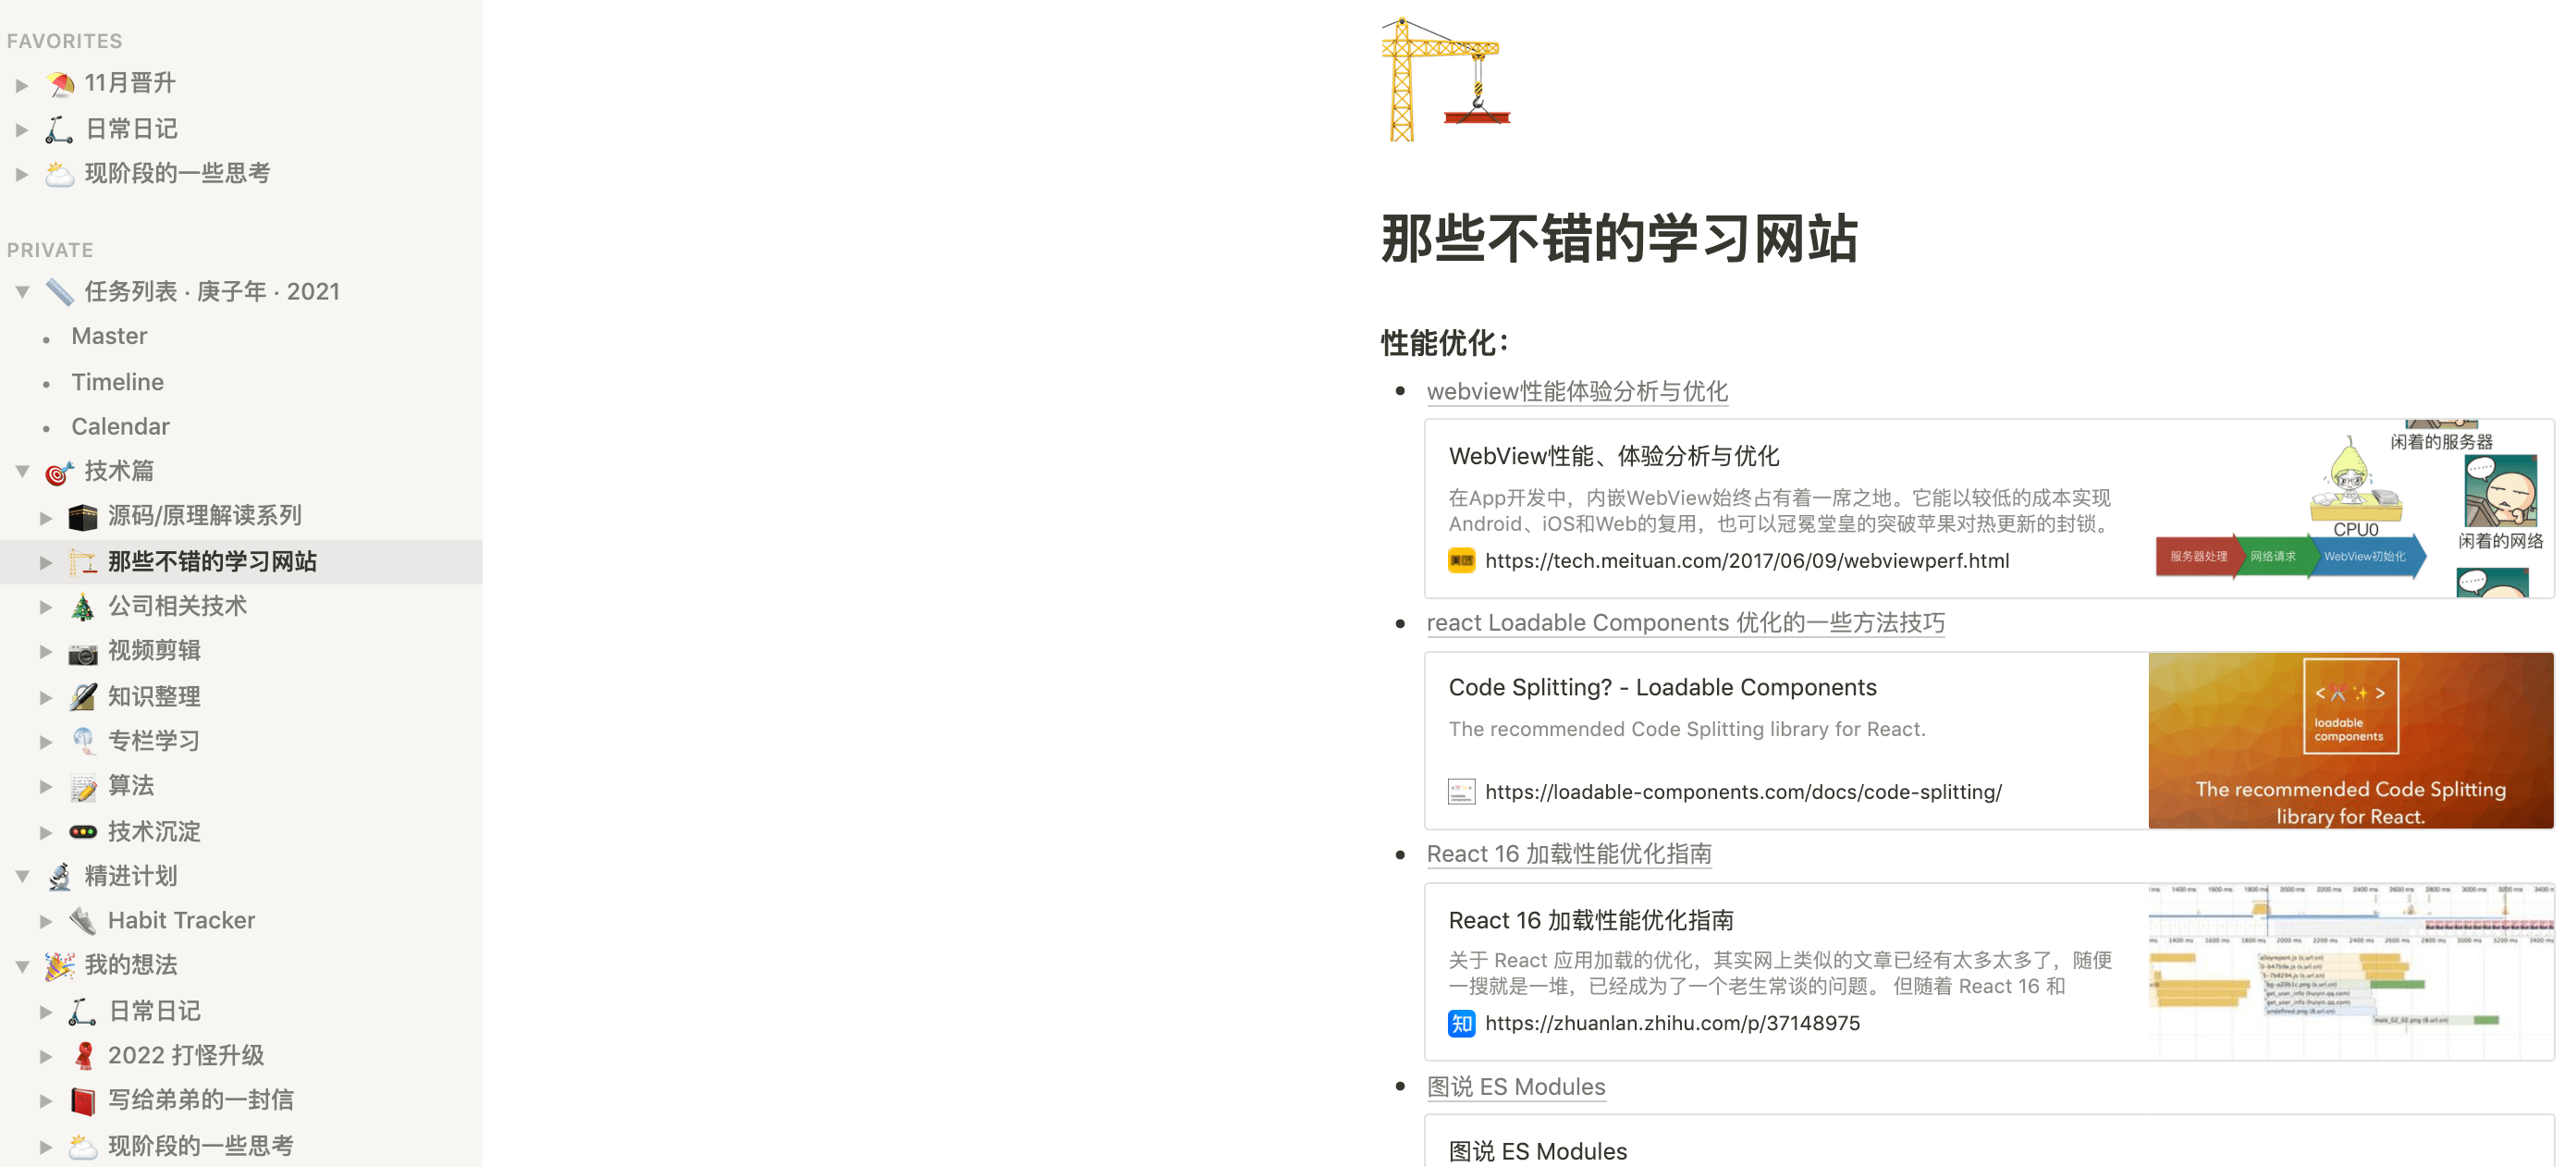 FAVORITES
11月晋升
日常日记
现阶段的一些思考
PRIVATE
任务列表 · 庚子年 · 2021
Master
Timeline
Calendar
技术篇
源码/原理解读系列
那些不错的学习网站
公司相关技术
视频剪辑
知识整理
专栏学习
算法
技术沉淀
精进计划
Habit Tracker
我的想法
日常日记
2022 打怪升级
写给弟弟的一封信
现阶段的一些思考
那些不错的学习网站
性能优化：
webview性能体验分析与优化
WebView性能、体验分析与优化
在App开发中，内嵌WebView始终占有着一席之地。它能以较低的成本实现
Android、iOS和Web的复用，也可以冠冕堂皇的突破苹果对热更新的封锁。
https://tech.meituan.com/2017/06/09/webviewperf.html
闲着的服务器
CPU0
闲着的网络
服务器处理
网络请求
WebView初始化
react Loadable Components 优化的一些方法技巧
Code Splitting? - Loadable Components
The recommended Code Splitting library for React.
https://loadable-components.com/docs/code-splitting/
loadable
components
The recommended Code Splitting
library for React.
React 16 加载性能优化指南
React 16 加载性能优化指南
关于 React 应用加载的优化，其实网上类似的文章已经有太多太多了，随便
一搜就是一堆，已经成为了一个老生常谈的问题。 但随着 React 16 和
知 https://zhuanlan.zhihu.com/p/37148975
图说 ES Modules
图说 ES Modules